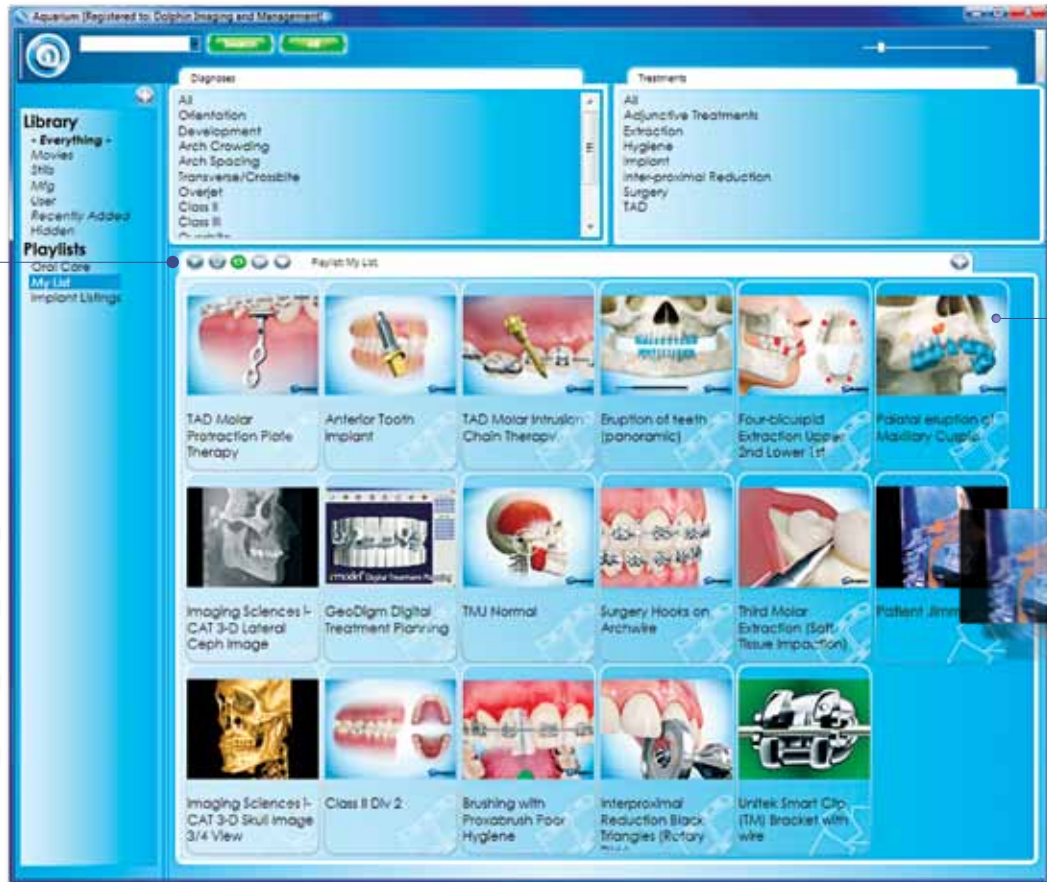 Aquarium (Registered to: Dolphin Imaging and Management)
Search
All
Diagnoses
All
Orientation
Development
Arch Crowding
Arch Spacing
Transverse/Crossbite
Overjet
Class II
Class III
Overbite
Treatments
All
Adjunctive Treatments
Extraction
Hygiene
Implant
Inter-proximal Reduction
Surgery
TAD
Library
- Everything -
Movies
Stills
Mfg
User
Recently Added
Hidden
Playlists
Oral Care
My List
Implant Listings
Playlist: My List
TAD Molar
Protraction Plate
Therapy
Anterior Tooth
Implant
TAD Molar Intrusion
Chain Therapy
Eruption of teeth
(panoramic)
Four-bicuspid
Extraction Upper
2nd Lower 1st
Palatal eruption of
Maxillary Cuspid
Imaging Sciences i-
CAT 3-D Lateral
Ceph Image
Digital Treatment Planning
GeoDigm Digital
Treatment Planning
TMJ Normal
Surgery Hooks on
Archwire
Third Molar
Extraction (Soft
Tissue Impaction)
Patient Jimm
Imaging Sciences i-
CAT 3-D Skull Image
3/4 View
Class II Div 2
Brushing with
Proxabrush Poor
Hygiene
Interproximal
Reduction Black
Triangles (Rotary
Unitek Smart Clip
(TM) Bracket with
wire